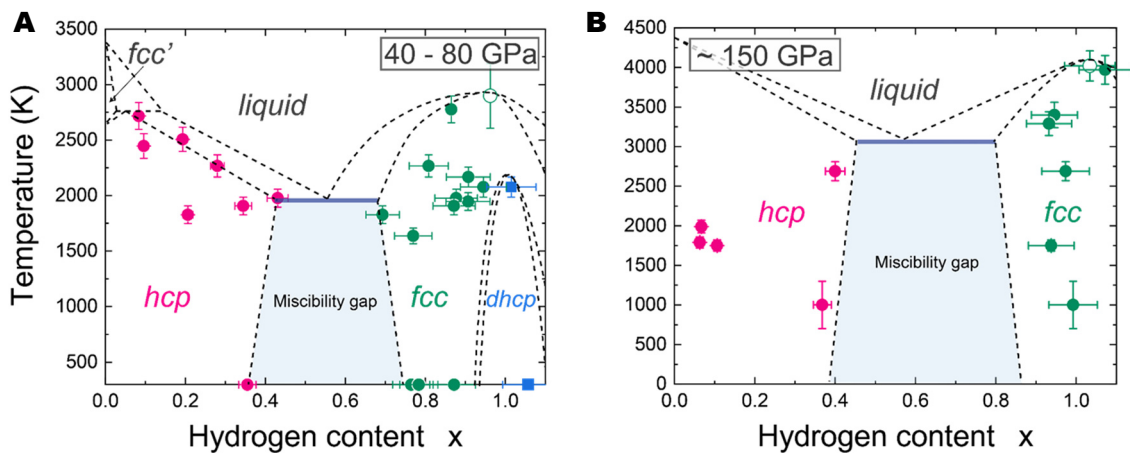 A
40 - 80 GPa
fcc’
liquid
hcp
Miscibility gap
fcc
dhcp
3500
3000
2500
2000
1500
1000
500
0.0 0.2 0.4 0.6 0.8 1.0
Temperature (K)
Hydrogen content x
B
~ 150 GPa
liquid
hcp
Miscibility gap
fcc
4500
4000
3500
3000
2500
2000
1500
1000
500
0
0.0 0.2 0.4 0.6 0.8 1.0
Hydrogen content x